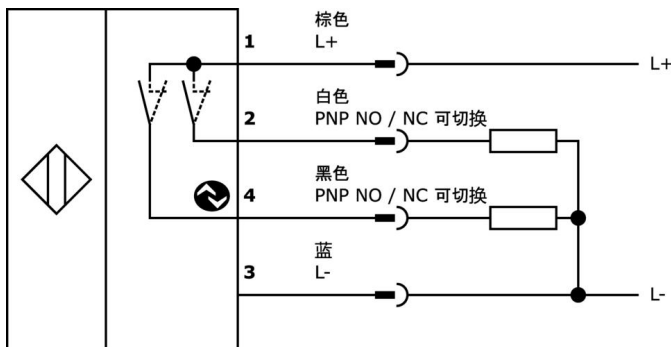 棕色
1 L+ L+
白色
2 PNP NO / NC 可切换
黑色
4 PNP NO / NC 可切换
蓝
3 L- L-